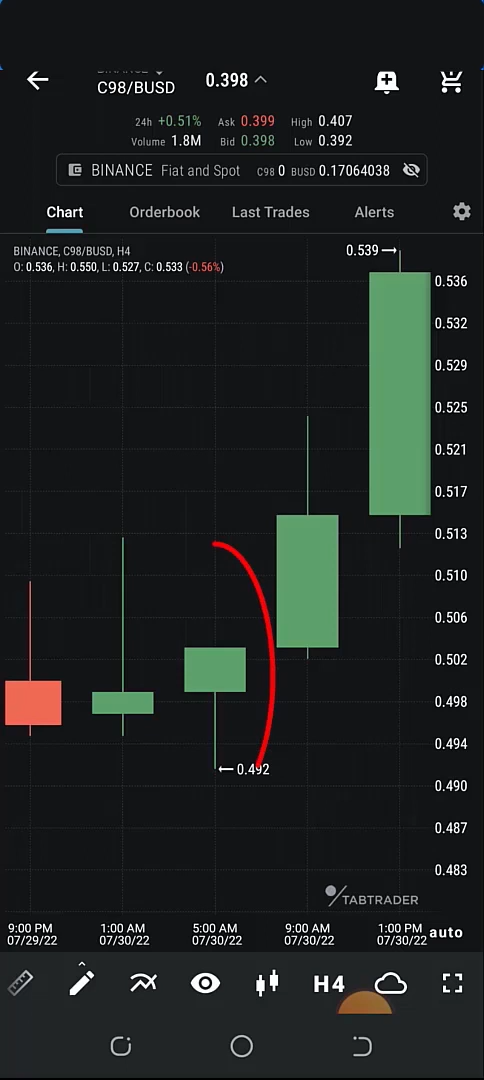 C98/BUSD
0.398
24h +0.51% Ask 0.399 High 0.407
Volume 1.8M Bid 0.398 Low 0.392
BINANCE Fiat and Spot C98 0 BUSD 0.17064038
Chart Orderbook Last Trades Alerts
BINANCE, C98/BUSD, H4
O: 0.536, H: 0.550, L: 0.527, C: 0.533 (-0.56%)
0.539
0.536
0.532
0.529
0.525
0.521
0.517
0.513
0.510
0.506
0.502
0.498
0.494
0.492
0.490
0.487
0.483
TABTRADER
9:00 PM 1:00 AM 5:00 AM 9:00 AM 1:00 PM
07/29/22 07/30/22 07/30/22 07/30/22 07/30/22
auto
H4